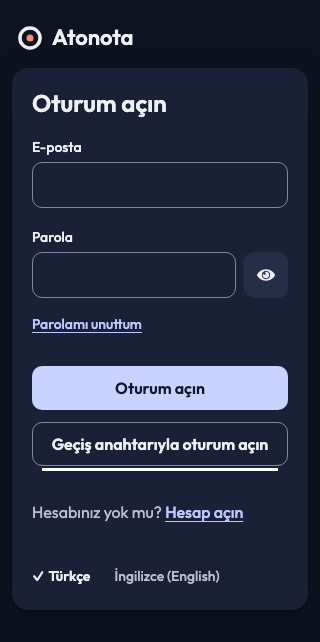 Atonota
Oturum açın
E-posta
Parola
Parolamı unuttum
Oturum açın
Geçiş anahtarıyla oturum açın
Hesabınız yok mu? Hesap açın
Türkçe İngilizce (English)